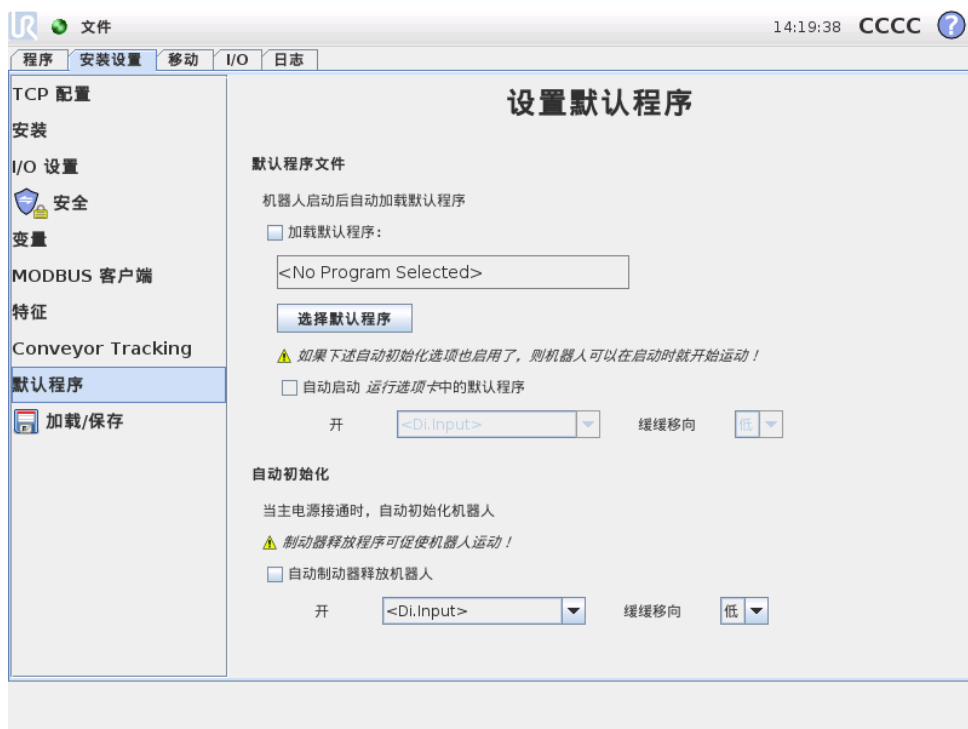 UR 文件 14:19:38 CCCC ?
程序 安装设置 移动 I/O 日志
TCP 配置
安装
I/O 设置
安全
变量
MODBUS 客户端
特征
Conveyor Tracking
默认程序
加载/保存
设置默认程序
默认程序文件
机器人启动后自动加载默认程序
加载默认程序:
<No Program Selected>
选择默认程序
如果下述自动初始化选项也启用了，则机器人可以在启动时就开始运动！
自动启动 运行选项卡中的默认程序
开 <Di.Input> 缓缓移向 低
自动初始化
当主电源接通时，自动初始化机器人
制动器释放程序可促使机器人运动！
自动制动器释放机器人
开 <Di.Input> 缓缓移向 低